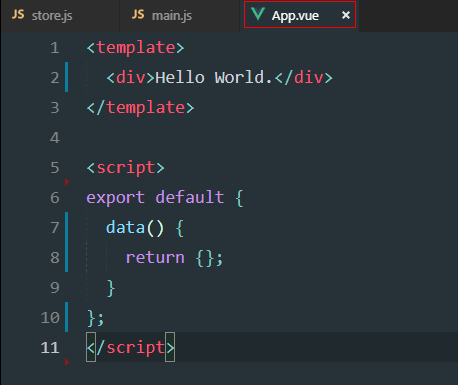 JS store.js JS main.js App.vue ×
1 <template>
2   <div>Hello World.</div>
3 </template>
4
5 <script>
6 export default {
7   data() {
8     return {};
9   }
10 };
11 </script>